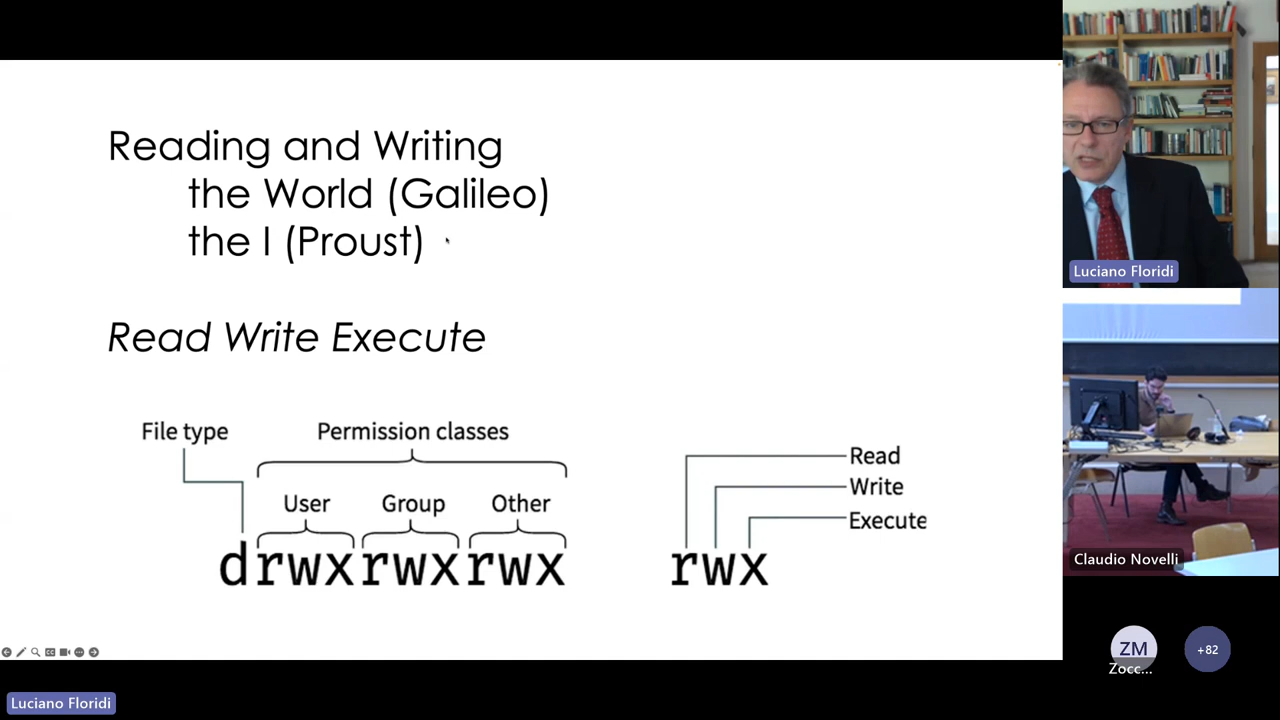 Reading and Writing
the World (Galileo)
the I (Proust)
Read Write Execute
File type
Permission classes
User
Group
Other
drwxrwxrwx
Read
Write
Execute
rwx
Luciano Floridi
Claudio Novelli
ZM
Zocc...
+82
Luciano Floridi